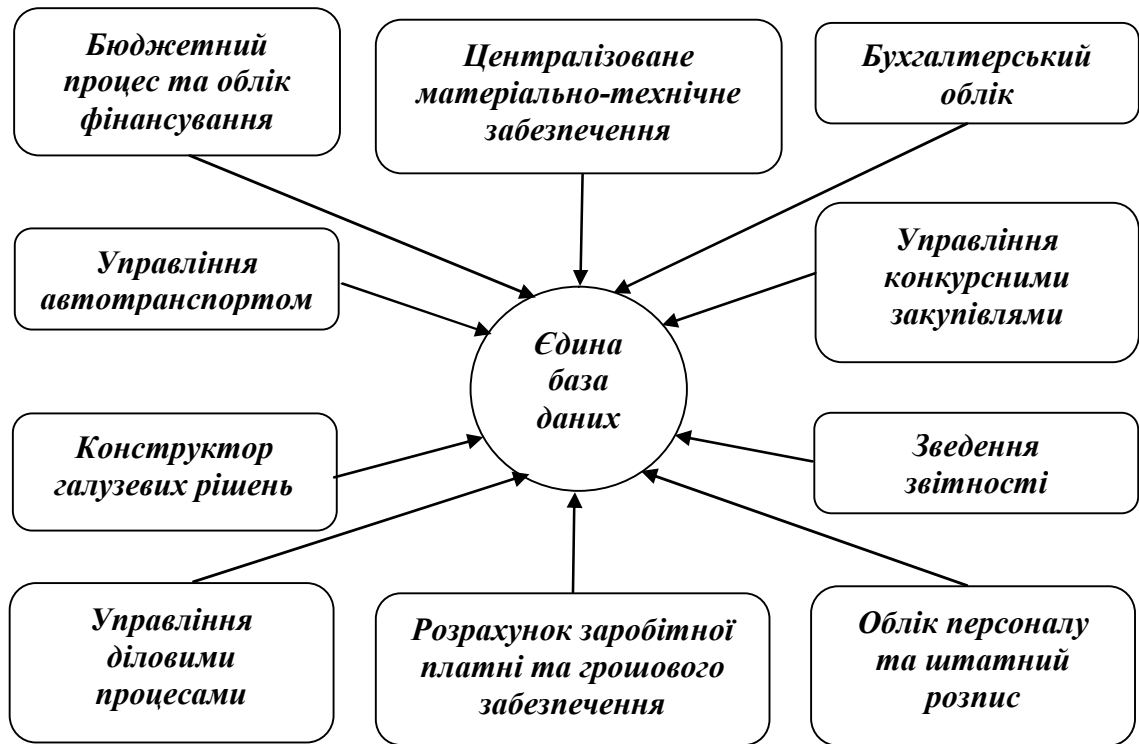 Бюджетний
процес та облік
фінансування
Централізоване
матеріально-технічне
забезпечення
Бухгалтерський
облік
Управління
автотранспортом
Управління
конкурсними
закупівлями
Єдина
база
даних
Конструктор
галузевих рішень
Зведення
звітності
Управління
діловими
процесами
Розрахунок заробітної
платні та грошового
забезпечення
Облік персоналу
та штатний
розпис